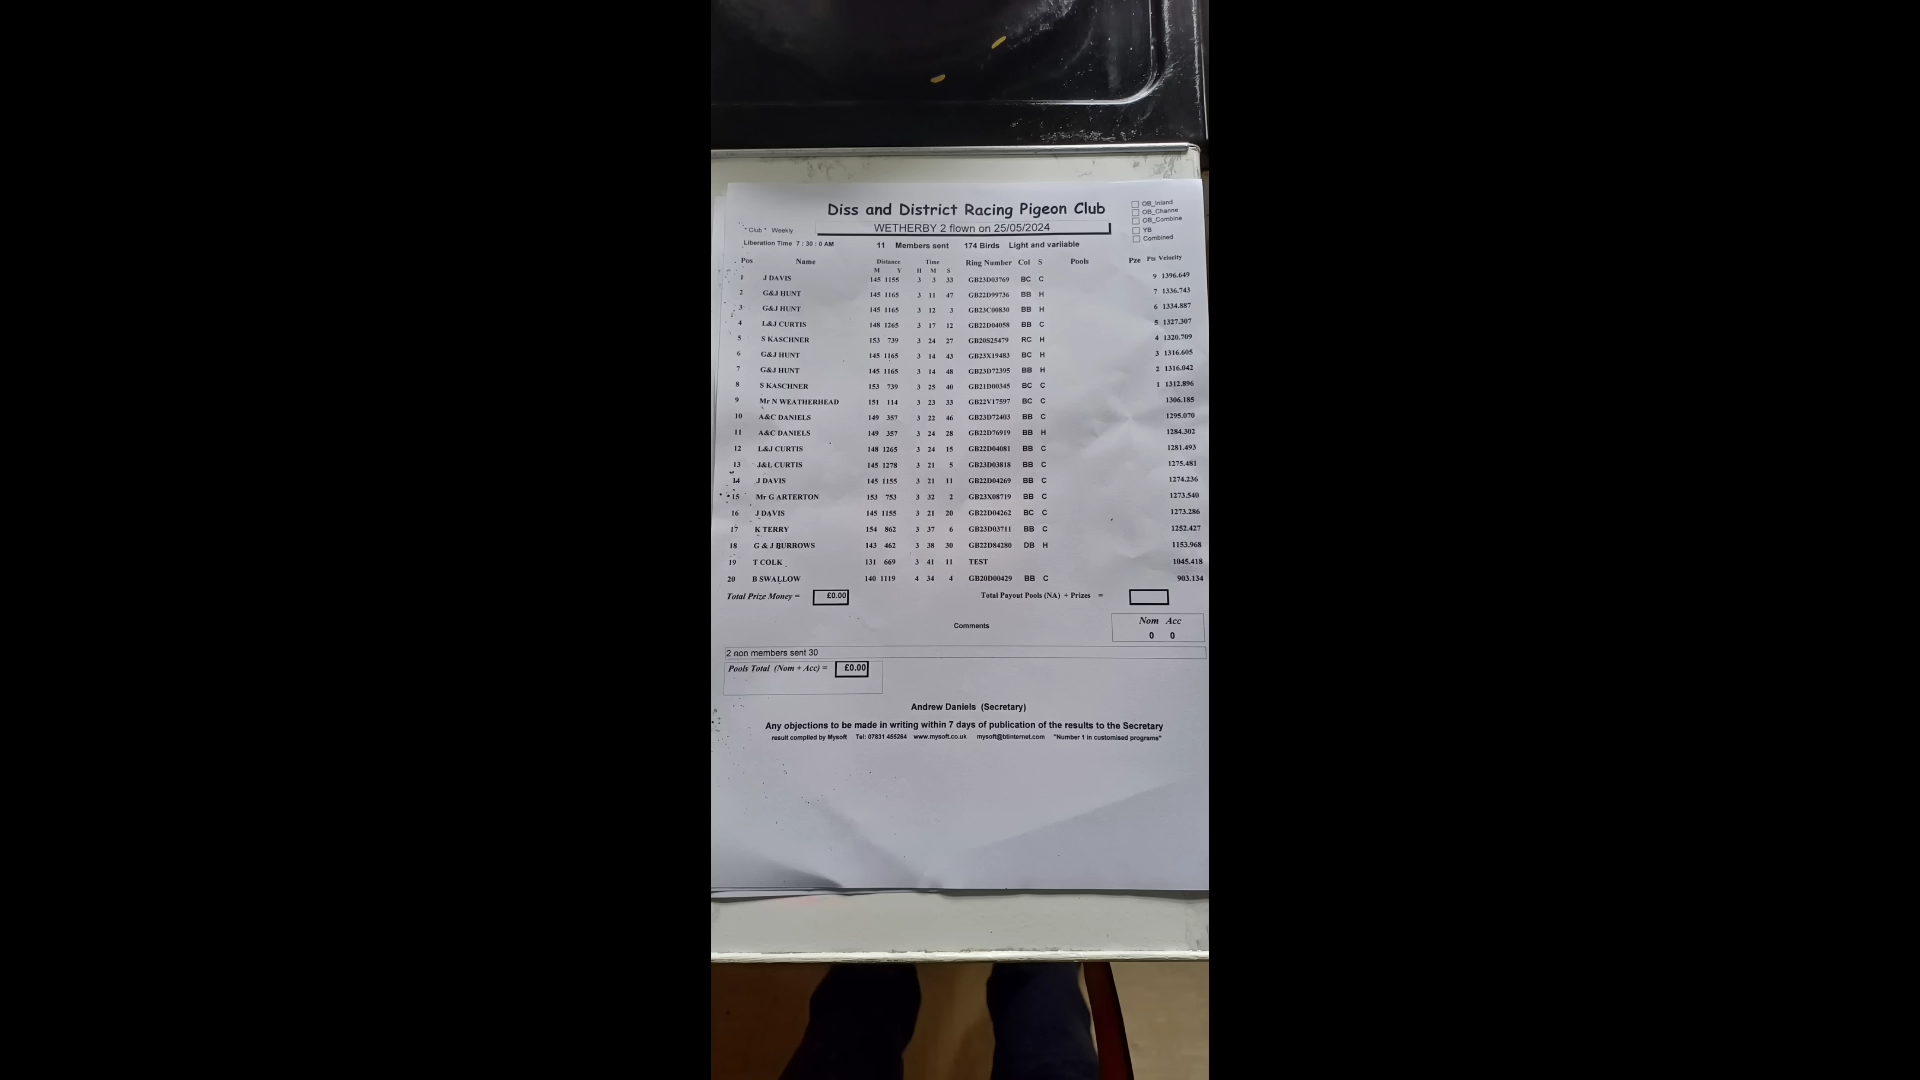 Diss and District Racing Pigeon Club
WETHERBY 2 flown on 25/05/2024
OB_Inland
OB_Channe
OB_Combine
YB
Combined
* Club * Weekly
Liberation Time 7 : 30 : 0 AM 11 Members sent 174 Birds Light and variiable
Pos Name Distance Time Ring Number Col S Pools Pze Pts Velocity
M Y H M S
1 J DAVIS 145 1155 3 3 33 GB23D03769 BC C 9 1396.649
2 G&J HUNT 145 1165 3 11 47 GB22D99736 BB H 7 1336.743
3 G&J HUNT 145 1165 3 12 3 GB23C00830 BB H 6 1334.887
4 L&J CURTIS 148 1265 3 17 12 GB22D04058 BB C 5 1327.307
5 S KASCHNER 153 739 3 24 27 GB20S25479 RC H 4 1320.709
6 G&J HUNT 145 1165 3 14 43 GB23X19483 BC H 3 1316.605
7 G&J HUNT 145 1165 3 14 48 GB23D72395 BB H 2 1316.042
8 S KASCHNER 153 739 3 25 40 GB21D00345 BC C 1 1312.896
9 Mr N WEATHERHEAD 151 114 3 23 33 GB22V17597 BC C 1306.185
10 A&C DANIELS 149 357 3 22 46 GB23D72403 BB C 1295.070
11 A&C DANIELS 149 357 3 24 28 GB22D76919 BB H 1284.302
12 L&J CURTIS 148 1265 3 24 15 GB22D04081 BB C 1281.493
13 J&L CURTIS 145 1278 3 21 5 GB23D03818 BB C 1275.481
14 J DAVIS 145 1155 3 21 11 GB22D04269 BB C 1274.236
15 Mr G ARTERTON 153 753 3 32 2 GB23X08719 BB C 1273.540
16 J DAVIS 145 1155 3 21 20 GB22D04262 BC C 1273.286
17 K TERRY 154 862 3 37 6 GB23D03711 BB C 1252.427
18 G & J BURROWS 143 462 3 38 30 GB22D84280 DB H 1153.968
19 T COLK 131 669 3 41 11 TEST 1045.418
20 B SWALLOW 140 1119 4 34 4 GB20D00429 BB C 903.134
Total Prize Money = £0.00 Total Payout Pools (NA) + Prizes =
Nom Acc
Comments
0 0
2 non members sent 30
Pools Total (Nom + Acc) = £0.00
Andrew Daniels (Secretary)
Any objections to be made in writing within 7 days of publication of the results to the Secretary
result complied by Mysoft Tel: 07831 455264 www.mysoft.co.uk mysoft@btinternet.com "Number 1 in customised programs"